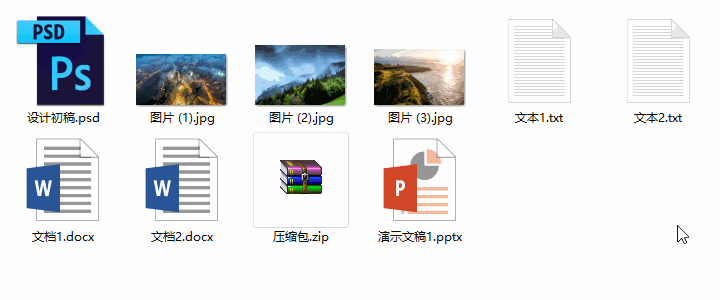 PSD
Ps
设计初稿.psd
图片 (1).jpg
图片 (2).jpg
图片 (3).jpg
文本1.txt
文本2.txt
W
W
P
文档1.docx
文档2.docx
压缩包.zip
演示文稿1.pptx